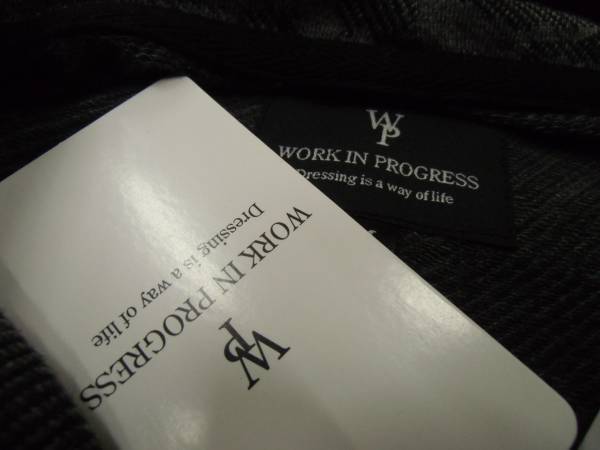 WP
WORK IN PROGRESS
Dressing is a way of life
WP
WORK IN PROGRESS
Dressing is a way of life